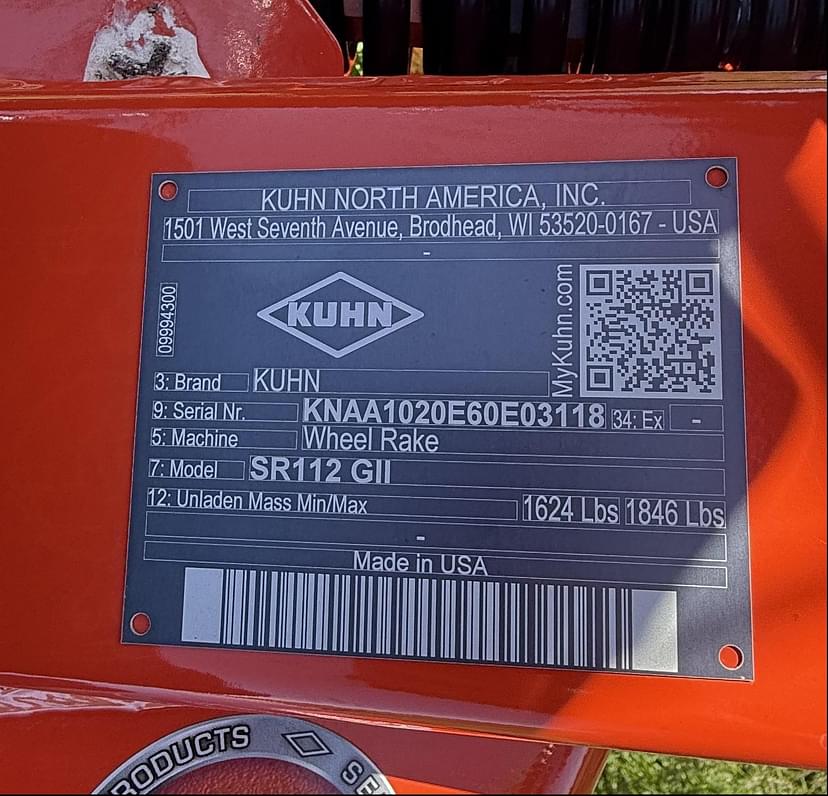 KUHN NORTH AMERICA, INC.
1501 West Seventh Avenue, Brodhead, WI 53520-0167 - USA
-
09994300
KUHN
MyKuhn.com
3: Brand KUHN
9: Serial Nr. KNAA1020E60E03118 34: Ex -
5: Machine Wheel Rake
7: Model SR112 GII
12: Unladen Mass Min/Max 1624 Lbs 1846 Lbs
-
Made in USA